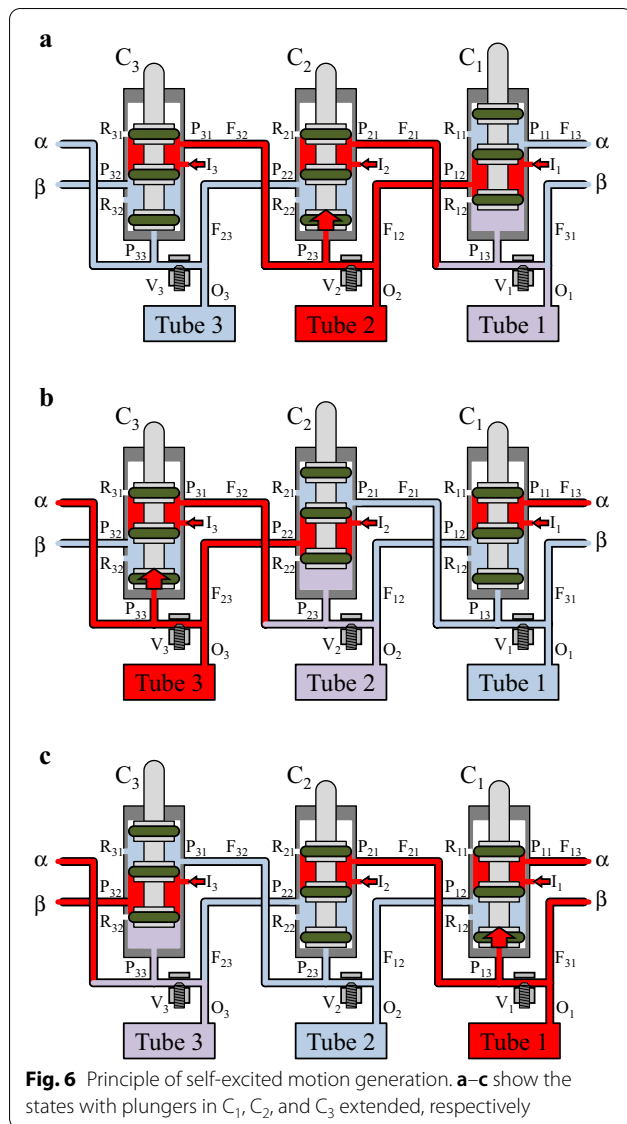 a
C3 C2 C1
R31 P31 F32 R21 P21 F21 R11 P11 F13
α α
I3 I2 I1
P32 P22 P12
β β
R32 R22 R12
F23 F12 F31
P33 P23 P13
V3 O3 V2 O2 V1 O1
Tube 3 Tube 2 Tube 1
b
C3 C2 C1
R31 P31 F32 R21 P21 F21 R11 P11 F13
α α
I3 I2 I1
P32 P22 P12
β β
R32 R22 R12
F23 F12 F31
P33 P23 P13
V3 O3 V2 O2 V1 O1
Tube 3 Tube 2 Tube 1
c
C3 C2 C1
R31 P31 F32 R21 P21 F21 R11 P11 F13
α α
I3 I2 I1
P32 P22 P12
β β
R32 R22 R12
F23 F12 F31
P33 P23 P13
V3 O3 V2 O2 V1 O1
Tube 3 Tube 2 Tube 1
Fig. 6 Principle of self-excited motion generation. a–c show the
states with plungers in C1, C2, and C3 extended, respectively